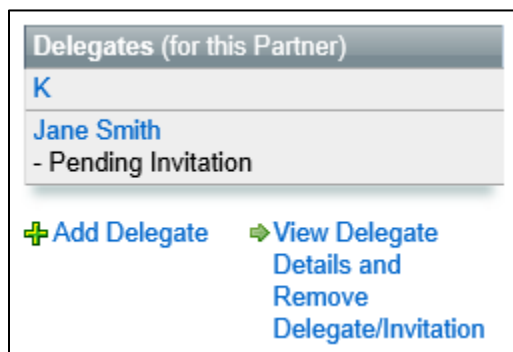 Delegates (for this Partner)
K
Jane Smith
- Pending Invitation
Add Delegate
View Delegate
Details and
Remove
Delegate/Invitation